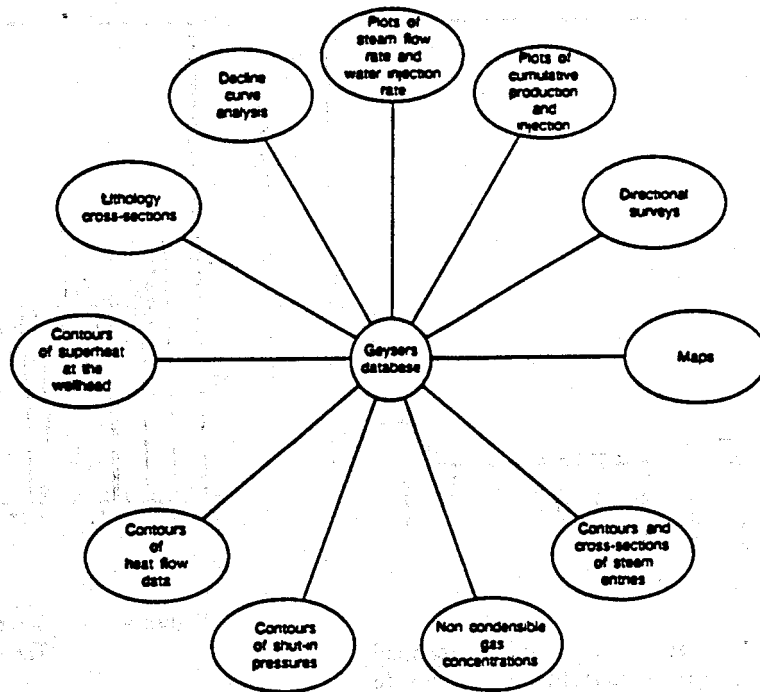 Plots of
steam flow
rate and
water injection
rate
Plots of
cumulative
production
and
injection
Decline
curve
analysis
Directional
surveys
Lithology
cross-sections
Geysers
database
Maps
Contours
of superheat
at the
wellhead
Contours
of
heat flow
data
Contours and
cross-sections
of steam
entries
Contours
of shut-in
pressures
Non condensible
gas
concentrations